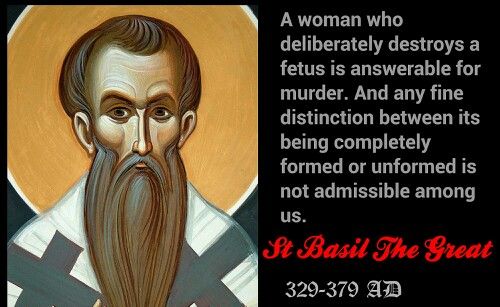 A woman who
deliberately destroys a
fetus is answerable for
murder. And any fine
distinction between its
being completely
formed or unformed is
not admissible among
us.
St Basil The Great
329-379 AD